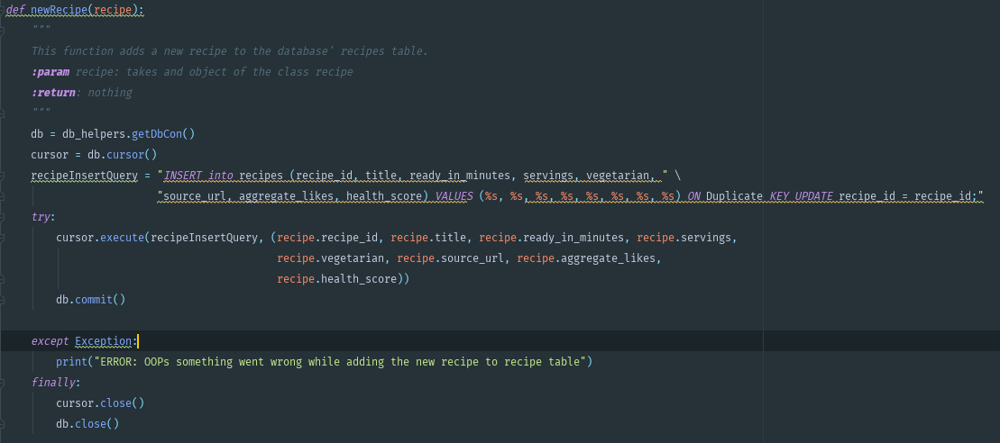 def newRecipe(recipe):
    """
    This function adds a new recipe to the database' recipes table.
    :param recipe: takes and object of the class recipe
    :return: nothing
    """
    db = db_helpers.getDbCon()
    cursor = db.cursor()
    recipeInsertQuery = "INSERT into recipes (recipe_id, title, ready_in_minutes, servings, vegetarian, " \
                        "source_url, aggregate_likes, health_score) VALUES (%s, %s, %s, %s, %s, %s, %s, %s) ON Duplicate KEY UPDATE recipe_id = recipe_id;"
    try:
        cursor.execute(recipeInsertQuery, (recipe.recipe_id, recipe.title, recipe.ready_in_minutes, recipe.servings,
                                           recipe.vegetarian, recipe.source_url, recipe.aggregate_likes,
                                           recipe.health_score))
        db.commit()
    except Exception:
        print("ERROR: OOPs something went wrong while adding the new recipe to recipe table")
    finally:
        cursor.close()
        db.close()